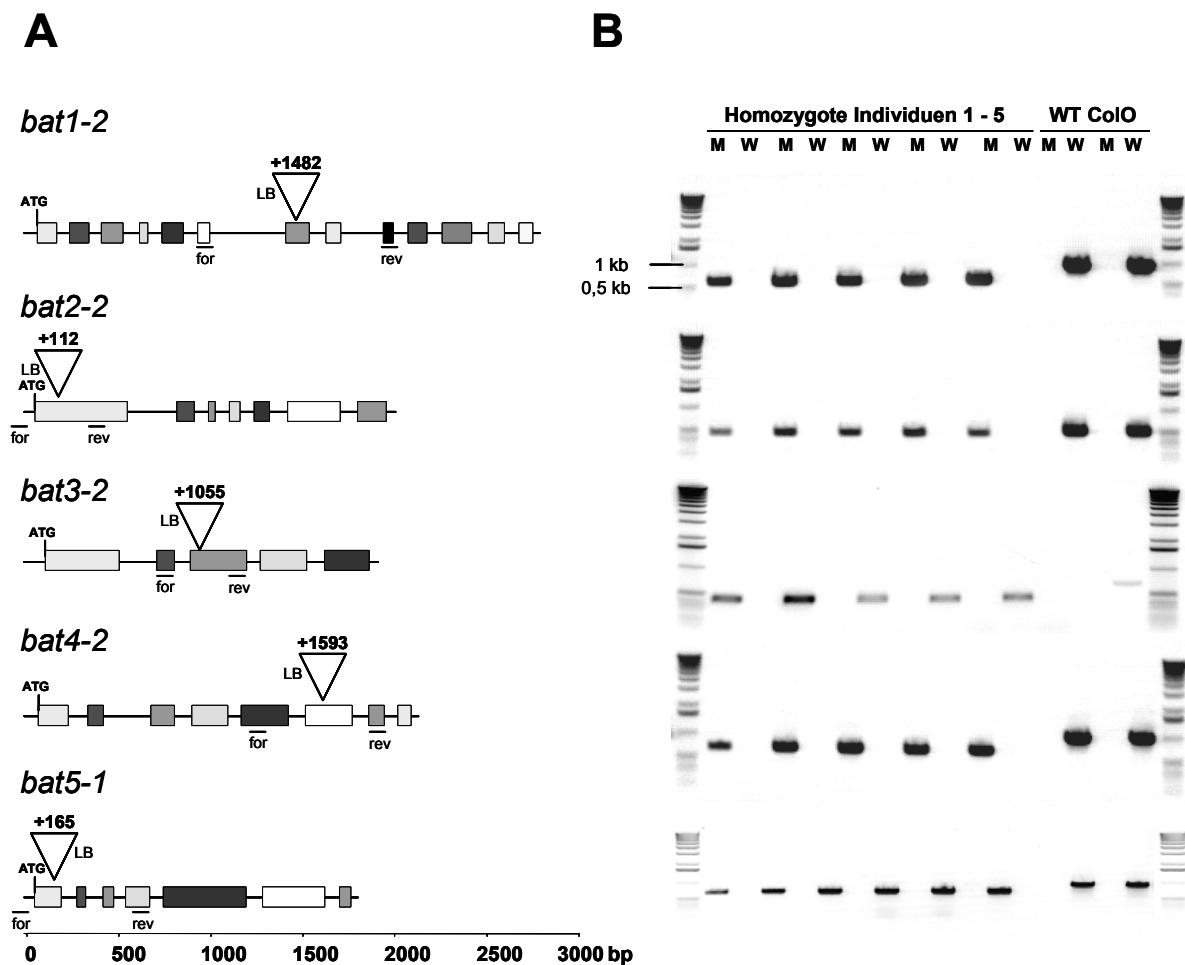 A
bat1-2
+1482
LB
ATG
for
rev
bat2-2
+112
LB
ATG
for
rev
bat3-2
+1055
LB
ATG
for
rev
bat4-2
+1593
LB
ATG
for
rev
bat5-1
+165
LB
ATG
for
rev
0 500 1000 1500 2000 2500 3000 bp
B
Homozygote Individuen 1 - 5 WT ColO
M W M W M W M W M W M W M W
1 kb
0,5 kb